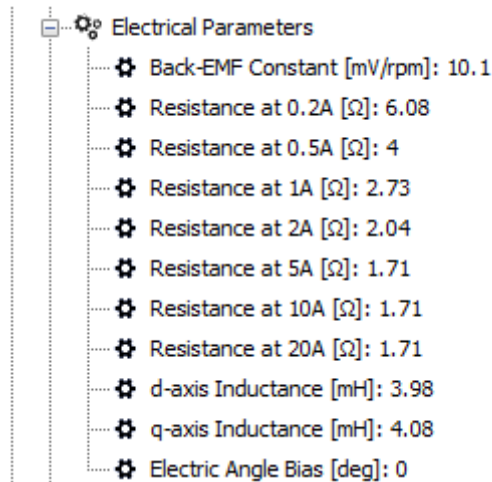 Electrical Parameters
Back-EMF Constant [mV/rpm]: 10.1
Resistance at 0.2A [Ω]: 6.08
Resistance at 0.5A [Ω]: 4
Resistance at 1A [Ω]: 2.73
Resistance at 2A [Ω]: 2.04
Resistance at 5A [Ω]: 1.71
Resistance at 10A [Ω]: 1.71
Resistance at 20A [Ω]: 1.71
d-axis Inductance [mH]: 3.98
q-axis Inductance [mH]: 4.08
Electric Angle Bias [deg]: 0